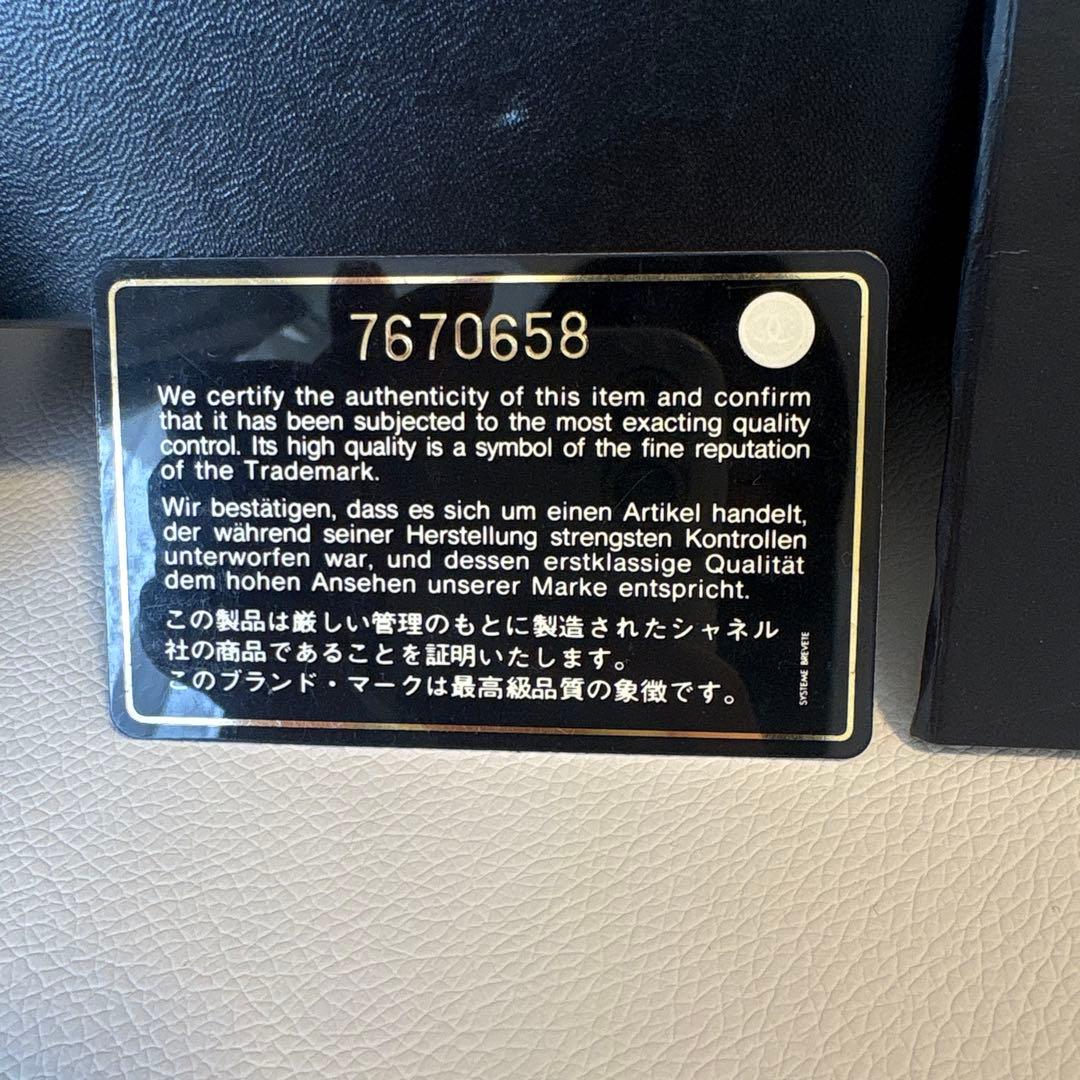 7670658
We certify the authenticity of this item and confirm
that it has been subjected to the most exacting quality
control. Its high quality is a symbol of the fine reputation
of the Trademark.
Wir bestätigen, dass es sich um einen Artikel handelt,
der während seiner Herstellung strengsten Kontrollen
unterworfen war, und dessen erstklassige Qualität
dem hohen Ansehen unserer Marke entspricht.
この製品は厳しい管理のもとに製造されたシャネル
社の商品であることを証明いたします。
このブランド・マークは最高級品質の象徴です。
SYSTEME BREVETE